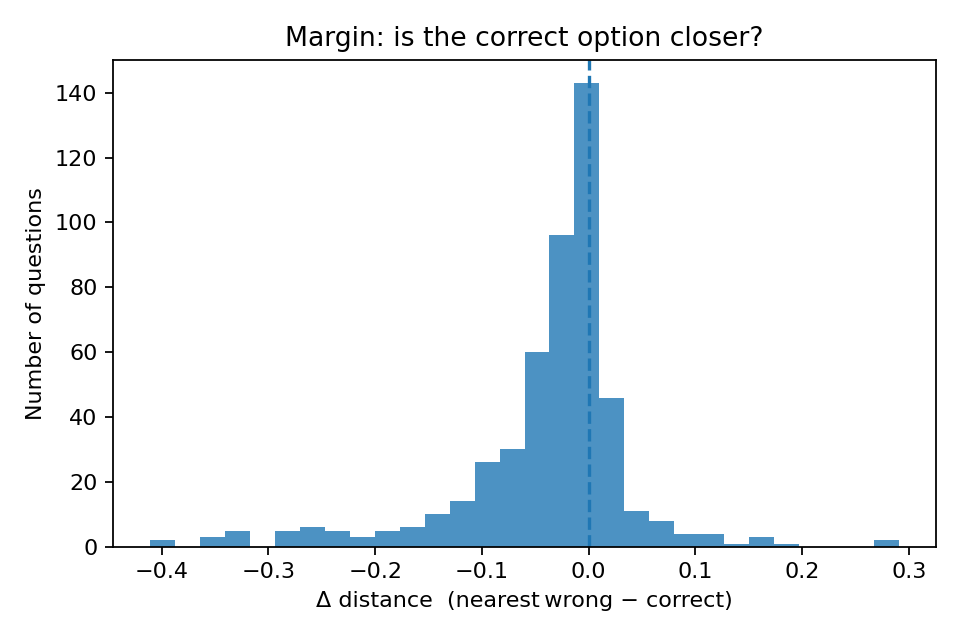 Margin: is the correct option closer?
Number of questions
140
120
100
80
60
40
20
0
−0.4 −0.3 −0.2 −0.1 0.0 0.1 0.2 0.3
Δ distance (nearest wrong − correct)